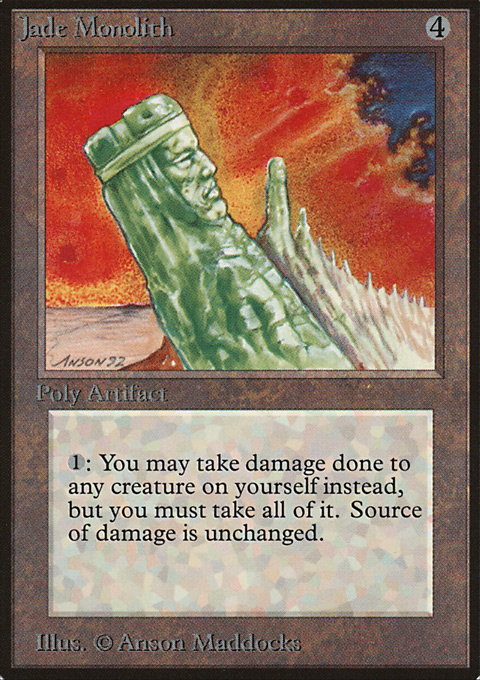 Jade Monolith 4
ANSON 92
Poly Artifact
1: You may take damage done to
any creature on yourself instead,
but you must take all of it. Source
of damage is unchanged.
Illus. © Anson Maddocks